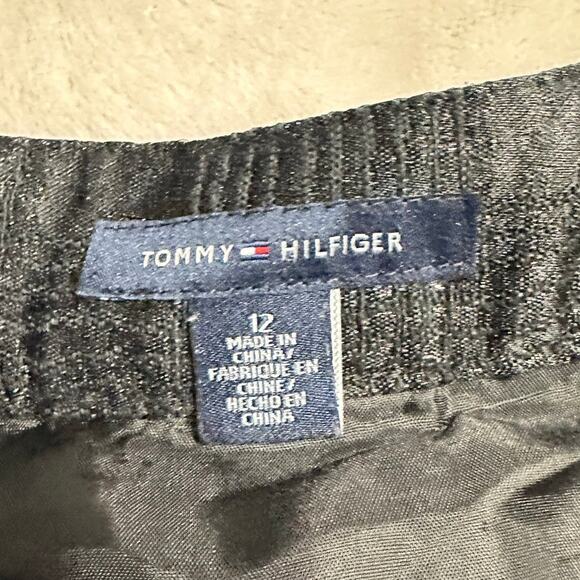 TOMMY HILFIGER
12
MADE IN
CHINA/
FABRIQUE EN
CHINE/
HECHO EN
CHINA